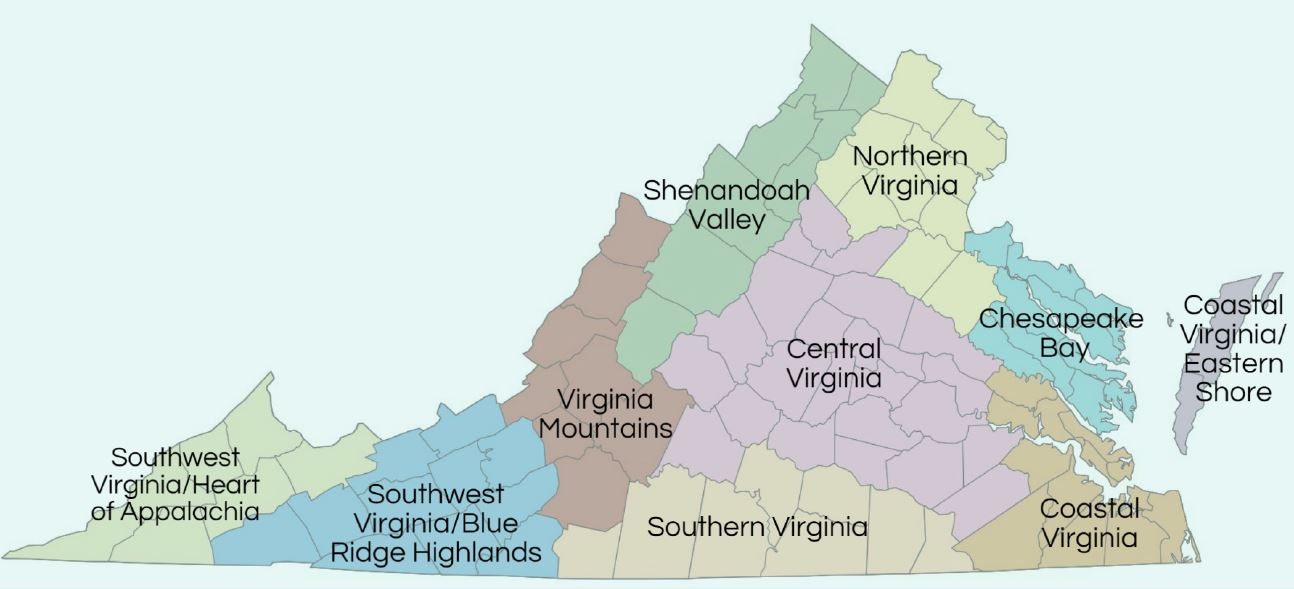 Northern
Virginia
Shenandoah
Valley
Chesapeake
Bay
Coastal
Virginia/
Eastern
Shore
Central
Virginia
Virginia
Mountains
Southwest
Virginia/Heart
of Appalachia
Southwest
Virginia/Blue
Ridge Highlands
Southern Virginia
Coastal
Virginia